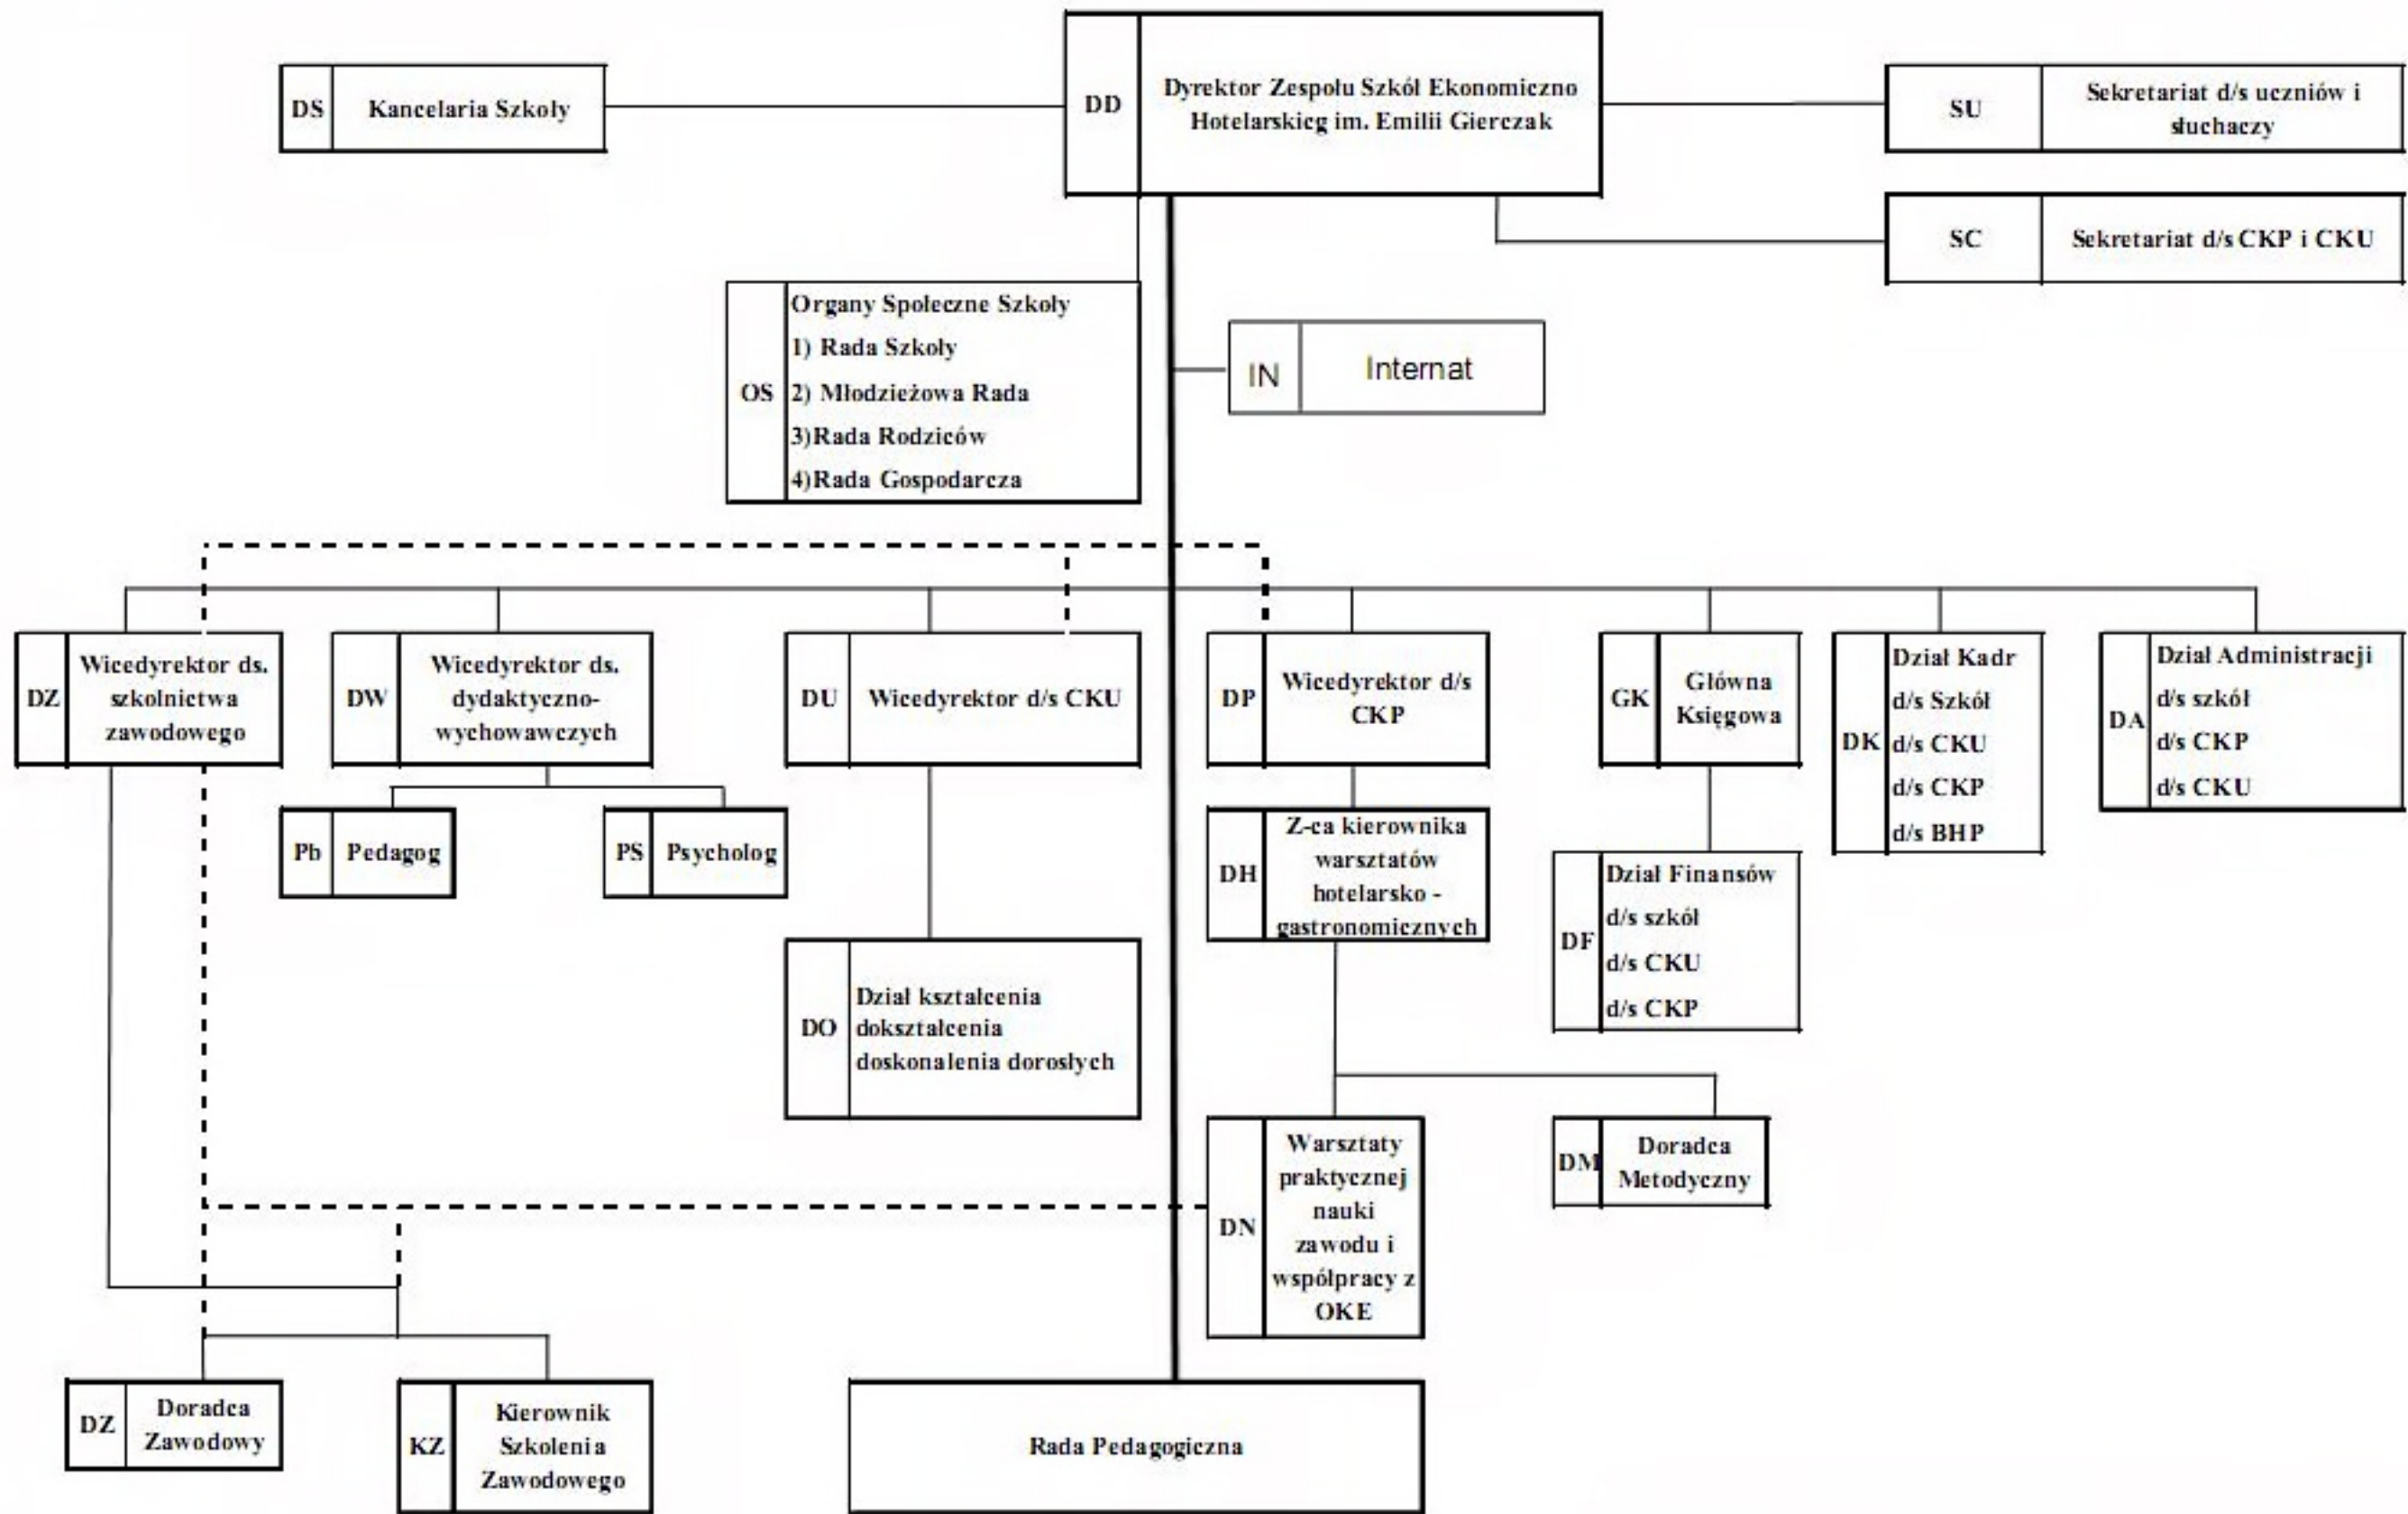 DS
Kancelaria Szkoły
DD
Dyrektor Zespołu Szkół Ekonomiczno
Hotelarskieg im. Emilii Gierczak
SU
Sekretariat d/s uczniów i
słuchaczy
SC
Sekretariat d/s CKP i CKU
OS
Organy Społeczne Szkoły
1) Rada Szkoły
2) Młodzieżowa Rada
3)Rada Rodziców
4)Rada Gospodarcza
IN
Internat
DZ
Wicedyrektor ds.
szkolnictwa
zawodowego
DW
Wicedyrektor ds.
dydaktyczno-
wychowawczych
DU
Wicedyrektor d/s CKU
DP
Wicedyrektor d/s
CKP
GK
Główna
Księgowa
DK
Dział Kadr
d/s Szkół
d/s CKU
d/s CKP
d/s BHP
DA
Dział Administracji
d/s szkół
d/s CKP
d/s CKU
Pb
Pedagog
PS
Psycholog
DH
Z-ca kierownika
warsztatów
hotelarsko -
gastronomicznych
DF
Dział Finansów
d/s szkół
d/s CKU
d/s CKP
DO
Dział kształcenia
dokształcenia
doskonalenia dorosłych
DN
Warsztaty
praktycznej
nauki
zawodu i
współpracy z
OKE
DM
Doradca
Metodyczny
DZ
Doradca
Zawodowy
KZ
Kierownik
Szkolenia
Zawodowego
Rada Pedagogiczna